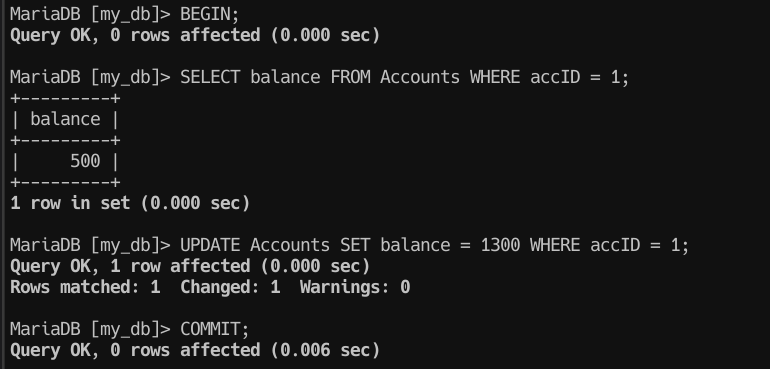 MariaDB [my_db]> BEGIN;
Query OK, 0 rows affected (0.000 sec)
MariaDB [my_db]> SELECT balance FROM Accounts WHERE accID = 1;
+---------+
| balance |
+---------+
|     500 |
+---------+
1 row in set (0.000 sec)
MariaDB [my_db]> UPDATE Accounts SET balance = 1300 WHERE accID = 1;
Query OK, 1 row affected (0.000 sec)
Rows matched: 1  Changed: 1  Warnings: 0
MariaDB [my_db]> COMMIT;
Query OK, 0 rows affected (0.006 sec)